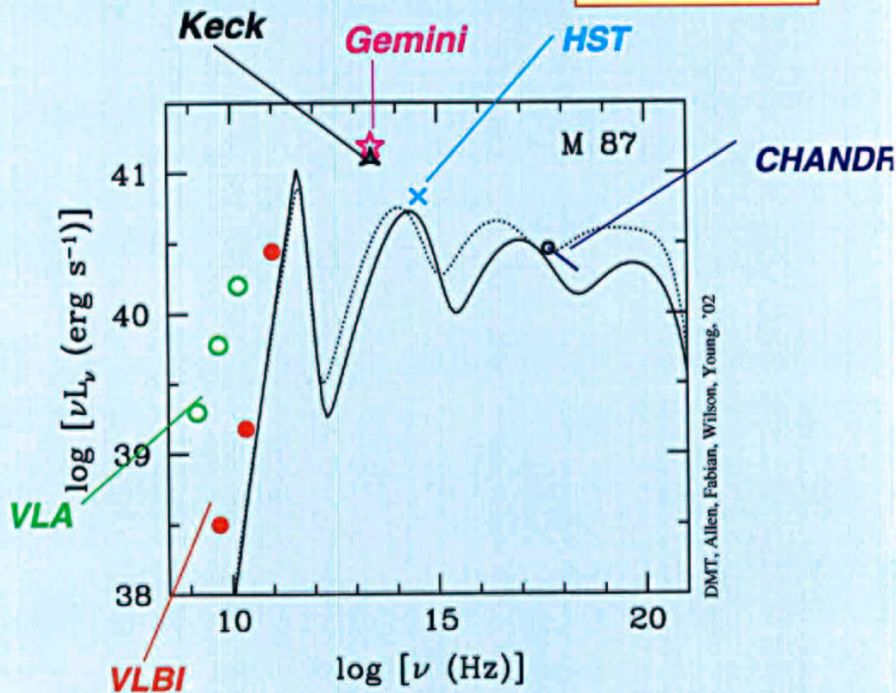 Keck
Gemini
HST
M 87
CHANDR
41
40
39
38
log [νLν (erg s⁻¹)]
VLA
VLBI
10
15
20
log [ν (Hz)]
DMT, Allen, Fabian, Wilson, Young, '02